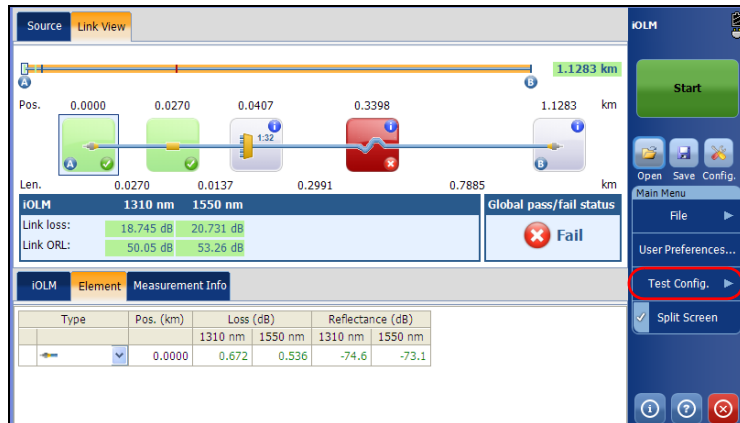 Source Link View
iOLM
1.1283 km
A B
Pos. 0.0000 0.0270 0.0407 0.3398 1.1283 km
1:32
A B
Len. 0.0270 0.0137 0.2991 0.7885 km
iOLM 1310 nm 1550 nm Global pass/fail status
Link loss: 18.745 dB 20.731 dB
Link ORL: 50.05 dB 53.26 dB
Fail
iOLM Element Measurement Info
Type Pos. (km) Loss (dB) Reflectance (dB)
1310 nm 1550 nm 1310 nm 1550 nm
0.0000 0.672 0.536 -74.6 -73.1
Start
Open Save Config.
Main Menu
File
User Preferences...
Test Config.
Split Screen